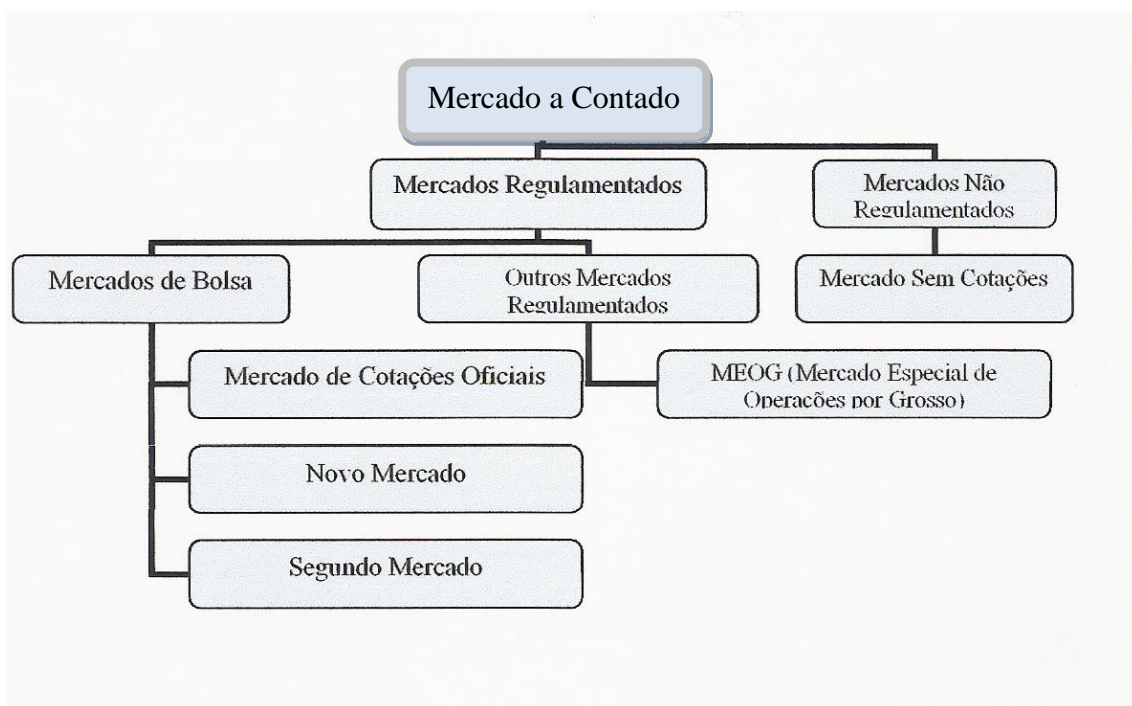 Mercado a Contado
Mercados Regulamentados
Mercados Não
Regulamentados
Mercados de Bolsa
Outros Mercados
Regulamentados
Mercado Sem Cotações
Mercado de Cotações Oficiais
MEOG (Mercado Especial de
Operações por Grosso)
Novo Mercado
Segundo Mercado